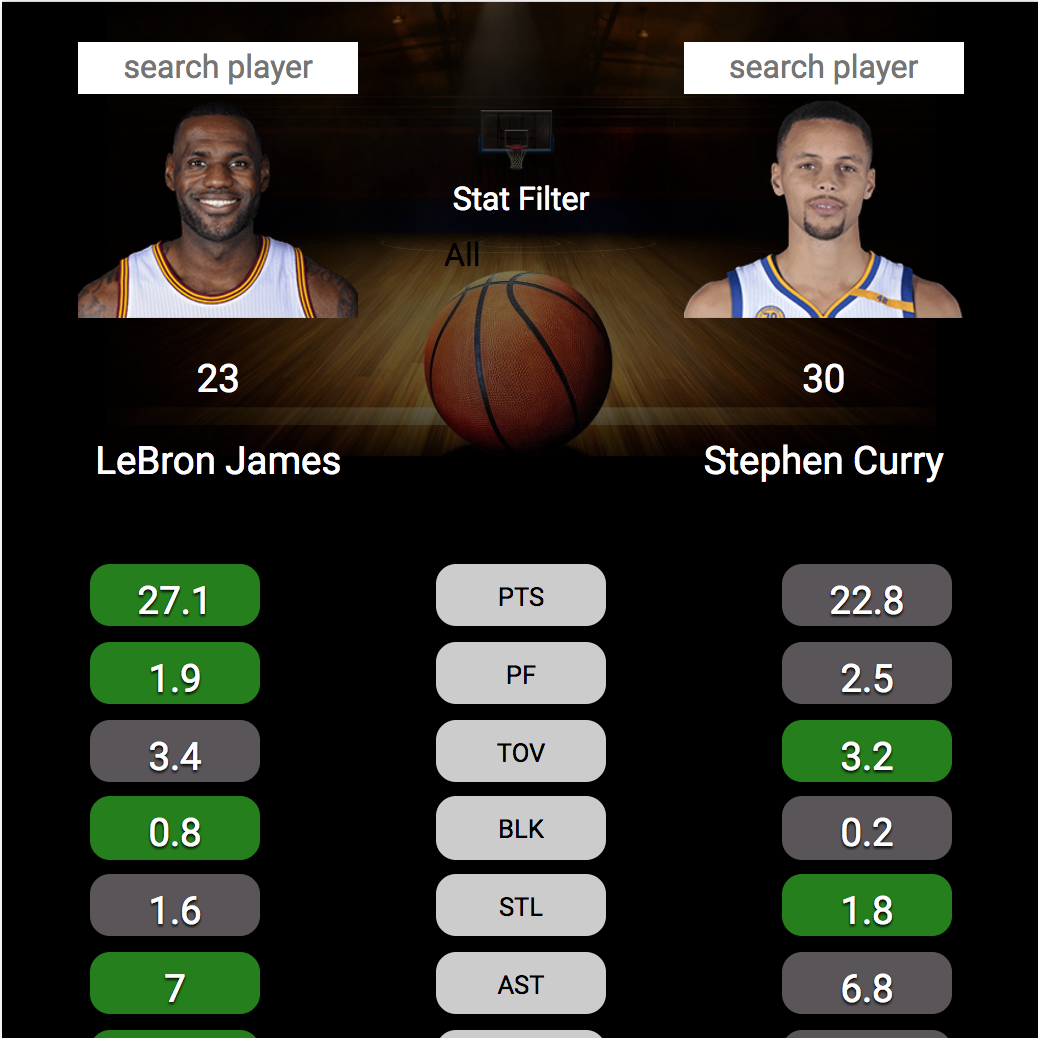 search player search player
Stat Filter
All
23 30
LeBron James Stephen Curry
27.1 PTS 22.8
1.9 PF 2.5
3.4 TOV 3.2
0.8 BLK 0.2
1.6 STL 1.8
7 AST 6.8